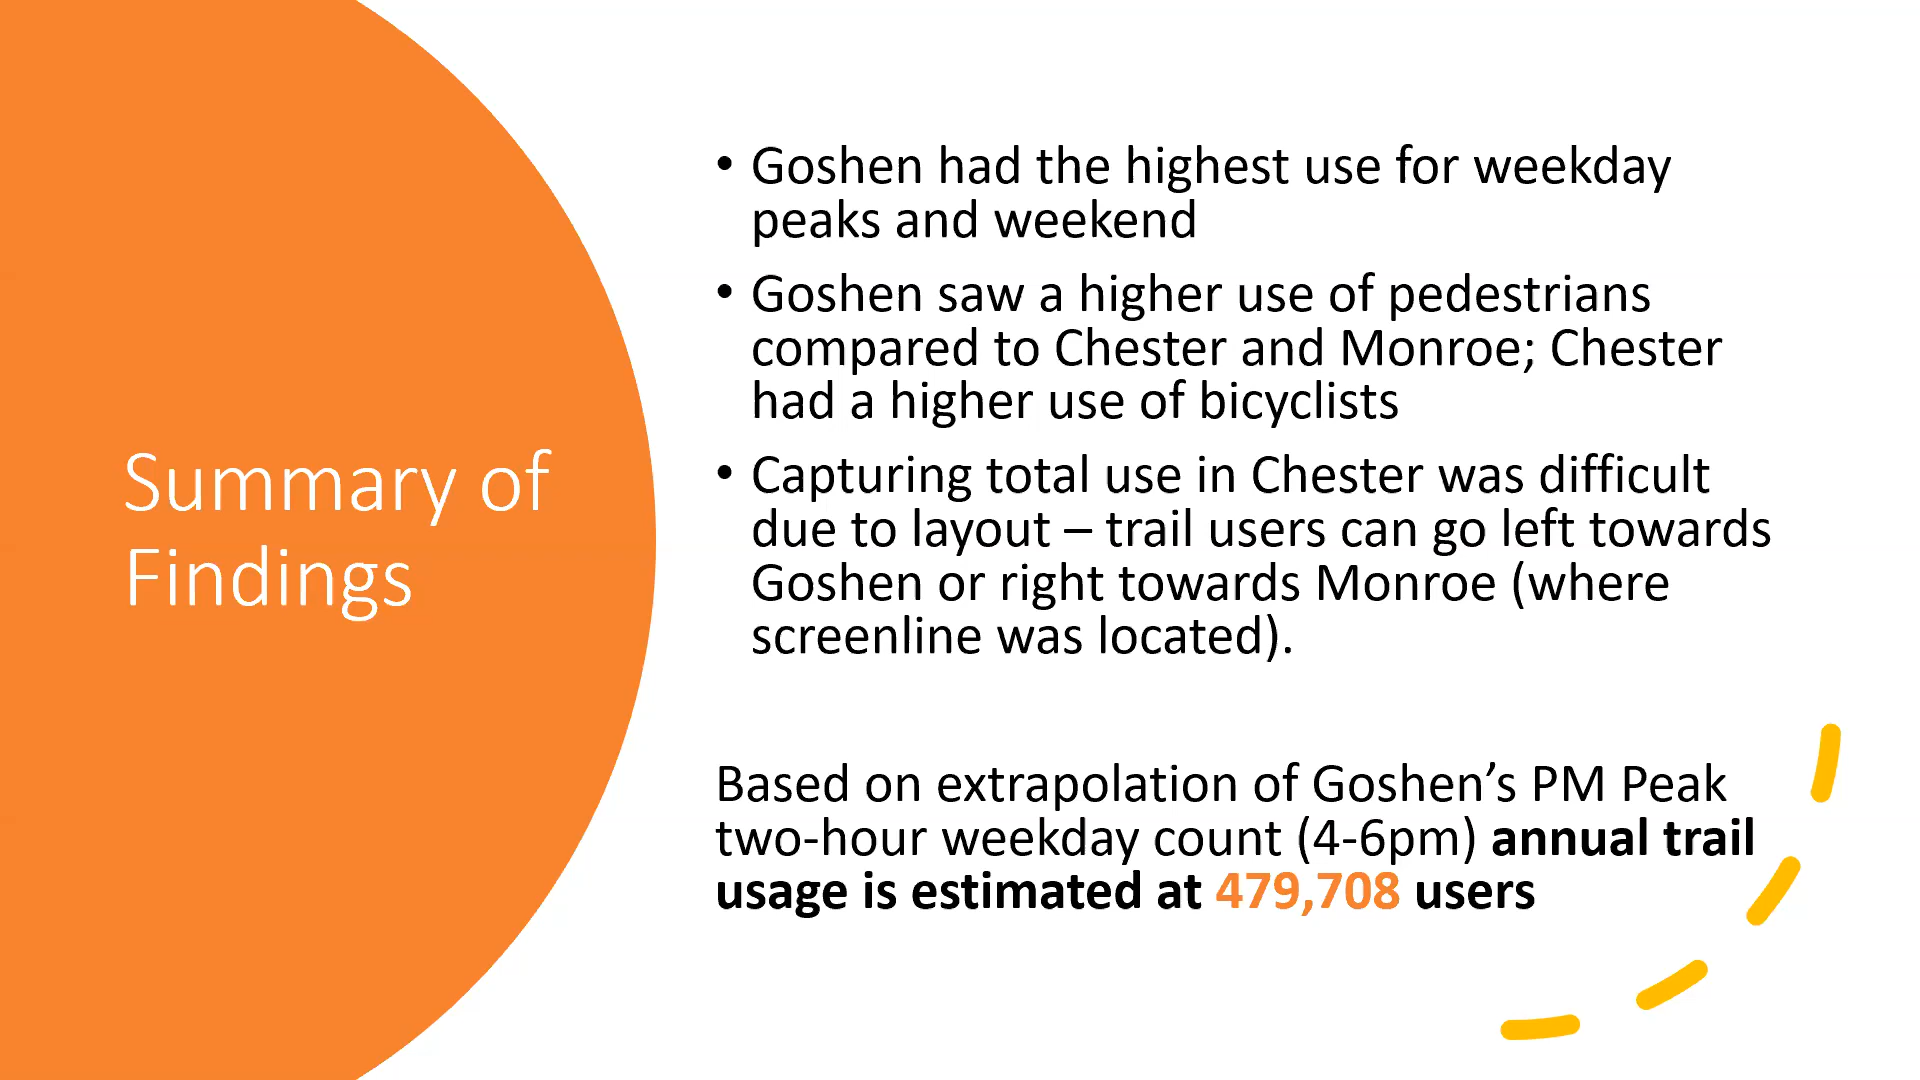 Summary of
Findings
• Goshen had the highest use for weekday
peaks and weekend
• Goshen saw a higher use of pedestrians
compared to Chester and Monroe; Chester
had a higher use of bicyclists
• Capturing total use in Chester was difficult
due to layout – trail users can go left towards
Goshen or right towards Monroe (where
screenline was located).
Based on extrapolation of Goshen’s PM Peak
two-hour weekday count (4-6pm) annual trail
usage is estimated at 479,708 users